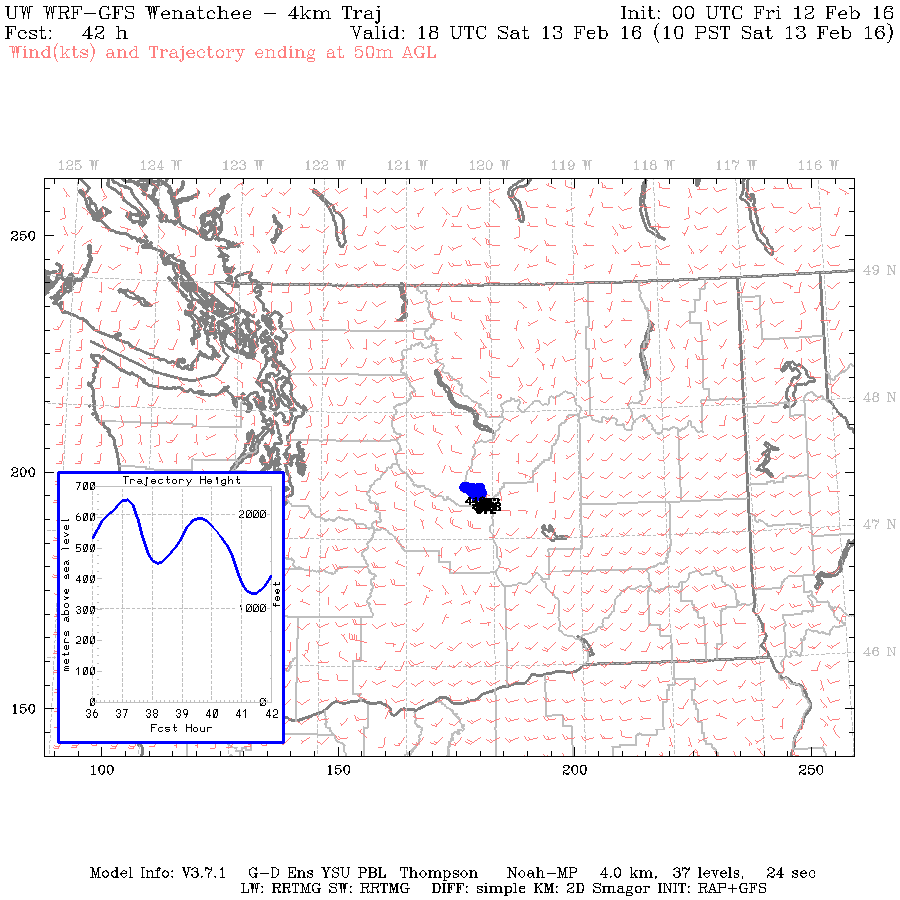 UW WRF-GFS Wenatchee - 4km Traj Init: 00 UTC Fri 12 Feb 16
Fcst: 42 h Valid: 18 UTC Sat 13 Feb 16 (10 PST Sat 13 Feb 16)
Wind(kts) and Trajectory ending at 50m AGL
125 W 124 W 123 W 122 W 121 W 120 W 119 W 118 W 117 W 116 W
250
49 N
48 N
200
Trajectory Height
700
600
500
400
300
200
100
0
2000
1000
0
meters above sea level
feet
36 37 38 39 40 41 42
Fcst Hour
47 N
46 N
150
100 150 200 250
Model Info: V3.7.1 G-D Ens YSU PBL Thompson Noah-MP 4.0 km, 37 levels, 24 sec
LW: RRTMG SW: RRTMG DIFF: simple KM: 2D Smagor INIT: RAP+GFS